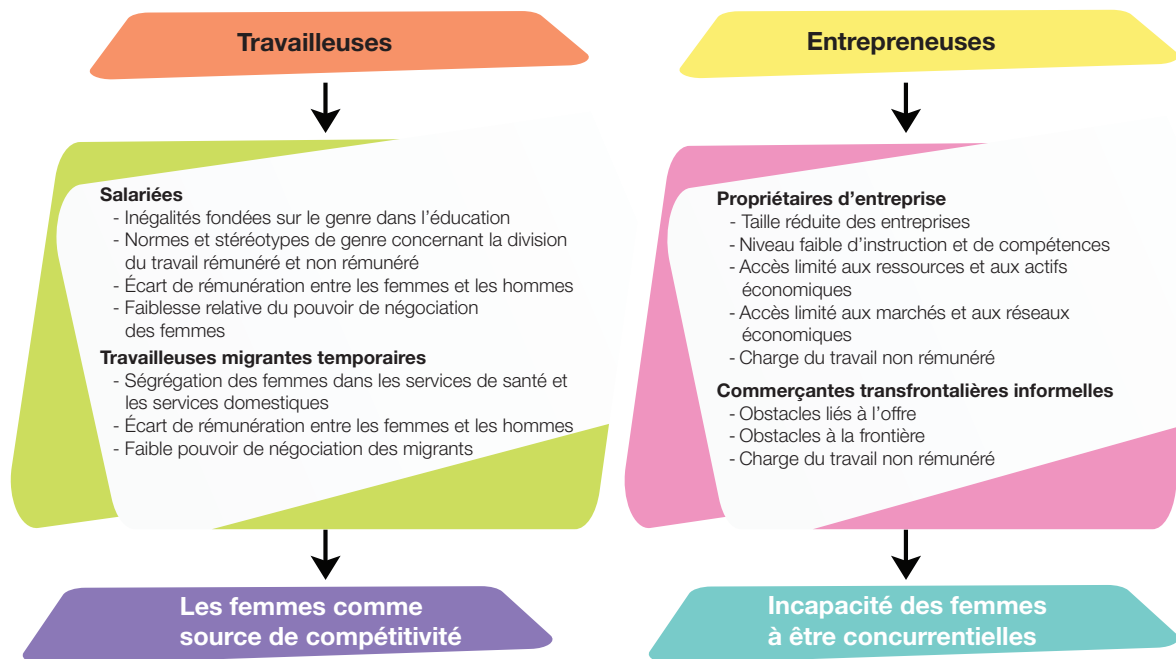 Travailleuses
Salariées
- Inégalités fondées sur le genre dans l'éducation
- Normes et stéréotypes de genre concernant la division
du travail rémunéré et non rémunéré
- Écart de rémunération entre les femmes et les hommes
- Faiblesse relative du pouvoir de négociation
des femmes
Travailleuses migrantes temporaires
- Ségrégation des femmes dans les services de santé et
les services domestiques
- Écart de rémunération entre les femmes et les hommes
- Faible pouvoir de négociation des migrants
Les femmes comme
source de compétitivité
Entrepreneuses
Propriétaires d'entreprise
- Taille réduite des entreprises
- Niveau faible d'instruction et de compétences
- Accès limité aux ressources et aux actifs
économiques
- Accès limité aux marchés et aux réseaux
économiques
- Charge du travail non rémunéré
Commerçantes transfrontalières informelles
- Obstacles liés à l'offre
- Obstacles à la frontière
- Charge du travail non rémunéré
Incapacité des femmes
à être concurrentielles